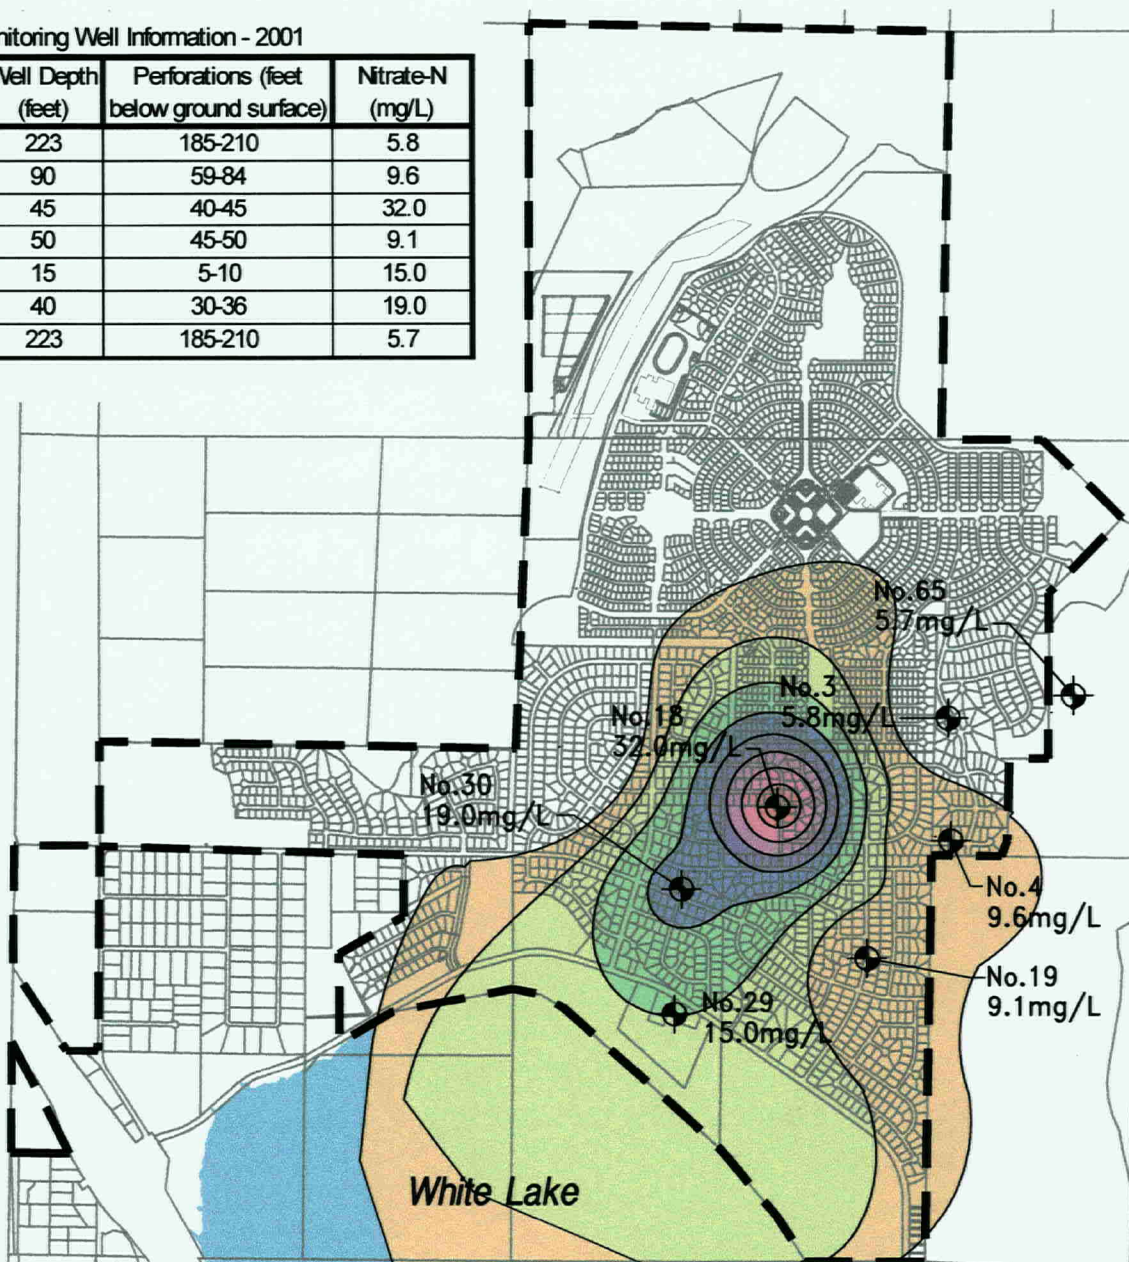 nitoring Well Information - 2001
Well Depth (feet) Perforations (feet below ground surface) Nitrate-N (mg/L)
223 185-210 5.8
90 59-84 9.6
45 40-45 32.0
50 45-50 9.1
15 5-10 15.0
40 30-36 19.0
223 185-210 5.7
No.65
5.7mg/L
No.3
5.8mg/L
No.18
32.0mg/L
No.30
19.0mg/L
No.4
9.6mg/L
No.19
9.1mg/L
No.29
15.0mg/L
White Lake